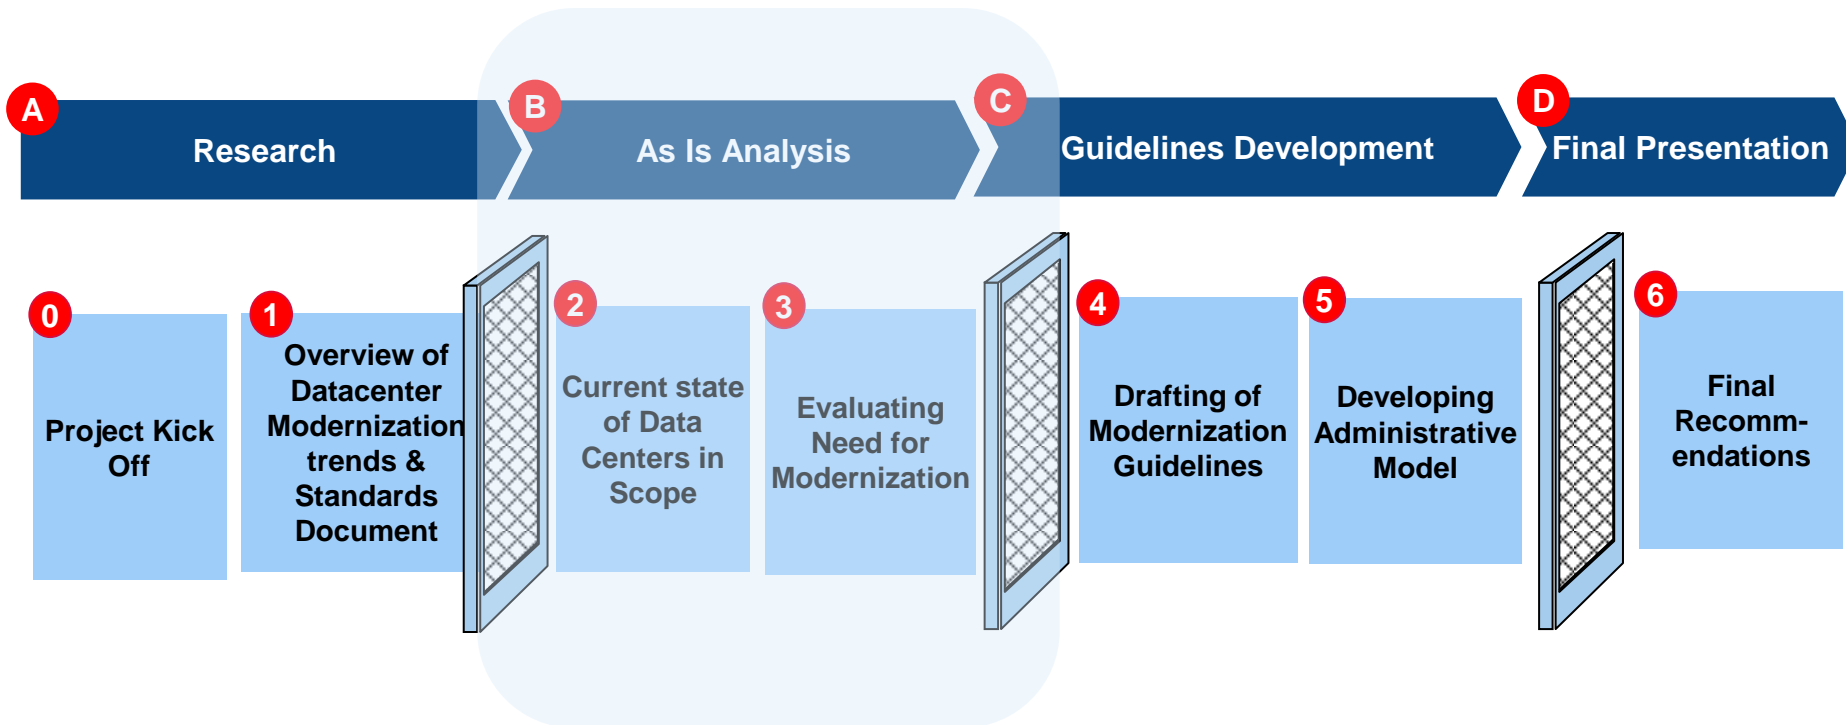 A
Research
B
As Is Analysis
C
Guidelines Development
D
Final Presentation
0
Project Kick
Off
1
Overview of
Datacenter
Modernization
trends &
Standards
Document
2
Current state
of Data
Centers in
Scope
3
Evaluating
Need for
Modernization
4
Drafting of
Modernization
Guidelines
5
Developing
Administrative
Model
6
Final
Recomm-
endations